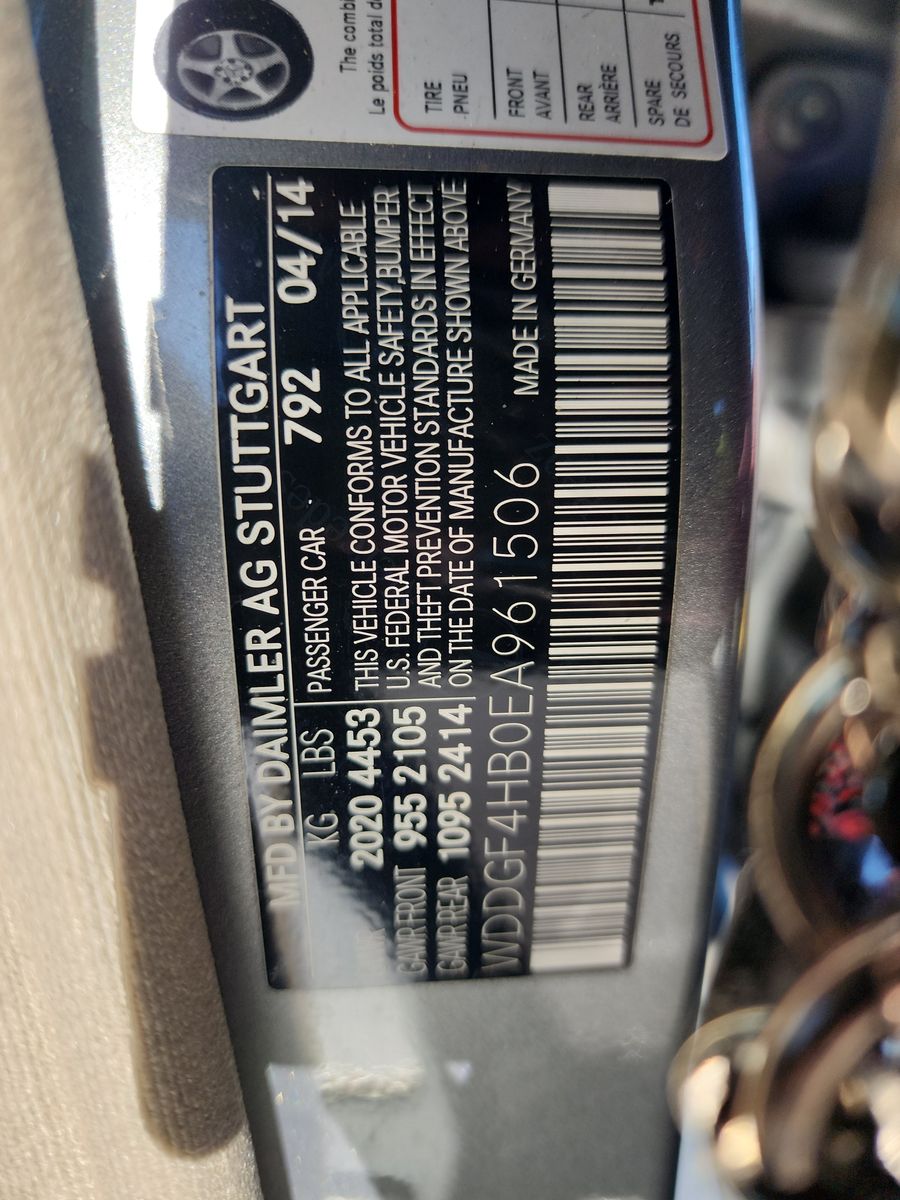 MFD BY DAIMLER AG STUTTGART
KG LBS PASSENGER CAR 792 04/14
2020 4453 THIS VEHICLE CONFORMS TO ALL APPLICABLE
GAWR FRONT 955 2105 U.S. FEDERAL MOTOR VEHICLE SAFETY,BUMPER
AND THEFT PREVENTION STANDARDS IN EFFECT
GAWR REAR 1095 2414 ON THE DATE OF MANUFACTURE SHOWN ABOVE
WDDGF4HB0EA961506 MADE IN GERMANY
The combi
Le poids total d
TIRE
PNEU
FRONT
AVANT
REAR
ARRIÈRE
SPARE
DE SECOURS